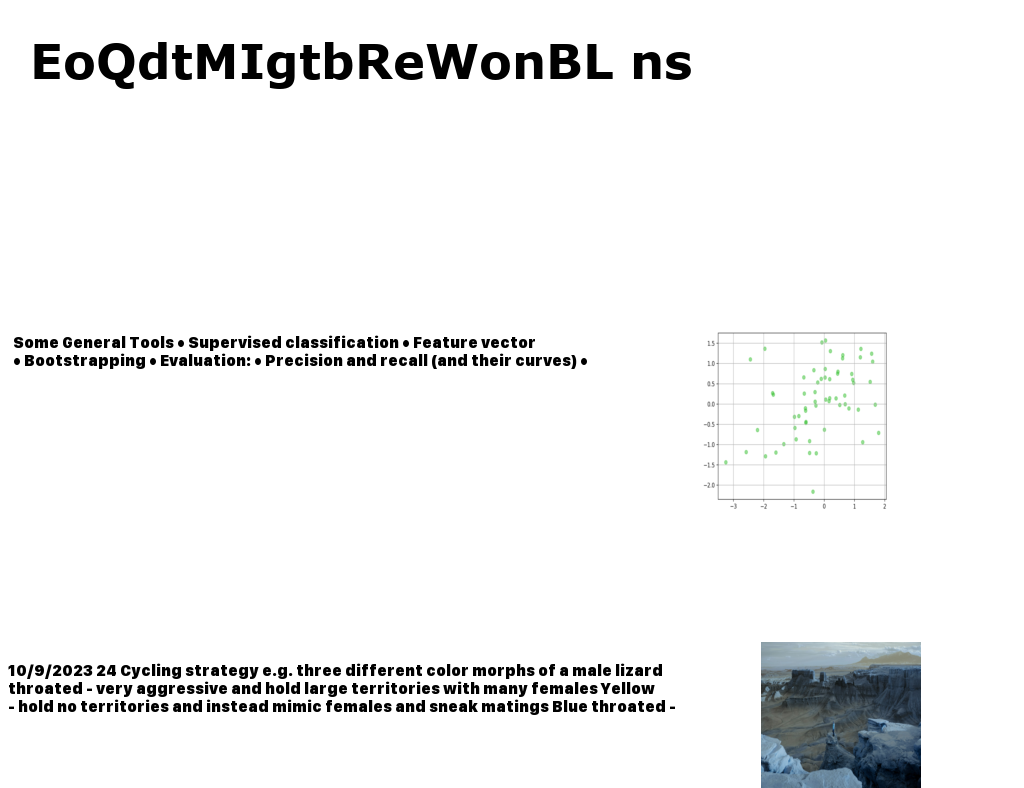 EoQdtMIgtbReWonBL ns
Some General Tools • Supervised classification • Feature vector
• Bootstrapping • Evaluation: • Precision and recall (and their curves) •
1.5
1.0
0.5
0.0
−0.5
−1.0
−1.5
−2.0
−3 −2 −1 0 1 2
10/9/2023 24 Cycling strategy e.g. three different color morphs of a male lizard
throated - very aggressive and hold large territories with many females Yellow
- hold no territories and instead mimic females and sneak matings Blue throated -